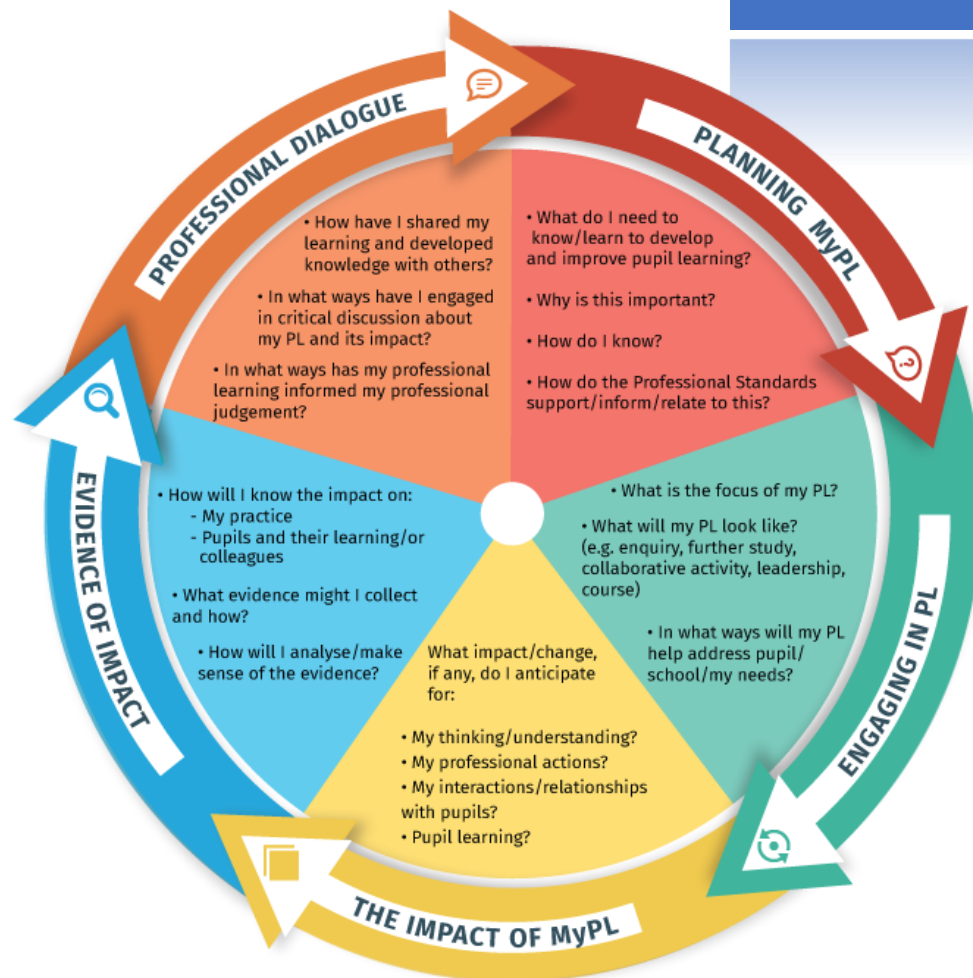 PROFESSIONAL DIALOGUE
• How have I shared my
learning and developed
knowledge with others?
• In what ways have I engaged
in critical discussion about
my PL and its impact?
• In what ways has my professional
learning informed my professional
judgement?
PLANNING MyPL
• What do I need to
know/learn to develop
and improve pupil learning?
• Why is this important?
• How do I know?
• How do the Professional Standards
support/inform/relate to this?
ENGAGING IN PL
• What is the focus of my PL?
• What will my PL look like?
(e.g. enquiry, further study,
collaborative activity, leadership,
course)
• In what ways will my PL
help address pupil/
school/my needs?
THE IMPACT OF MyPL
What impact/change,
if any, do I anticipate
for:
• My thinking/understanding?
• My professional actions?
• My interactions/relationships
with pupils?
• Pupil learning?
EVIDENCE OF IMPACT
• How will I know the impact on:
- My practice
- Pupils and their learning/or
colleagues
• What evidence might I collect
and how?
• How will I analyse/make
sense of the evidence?
?